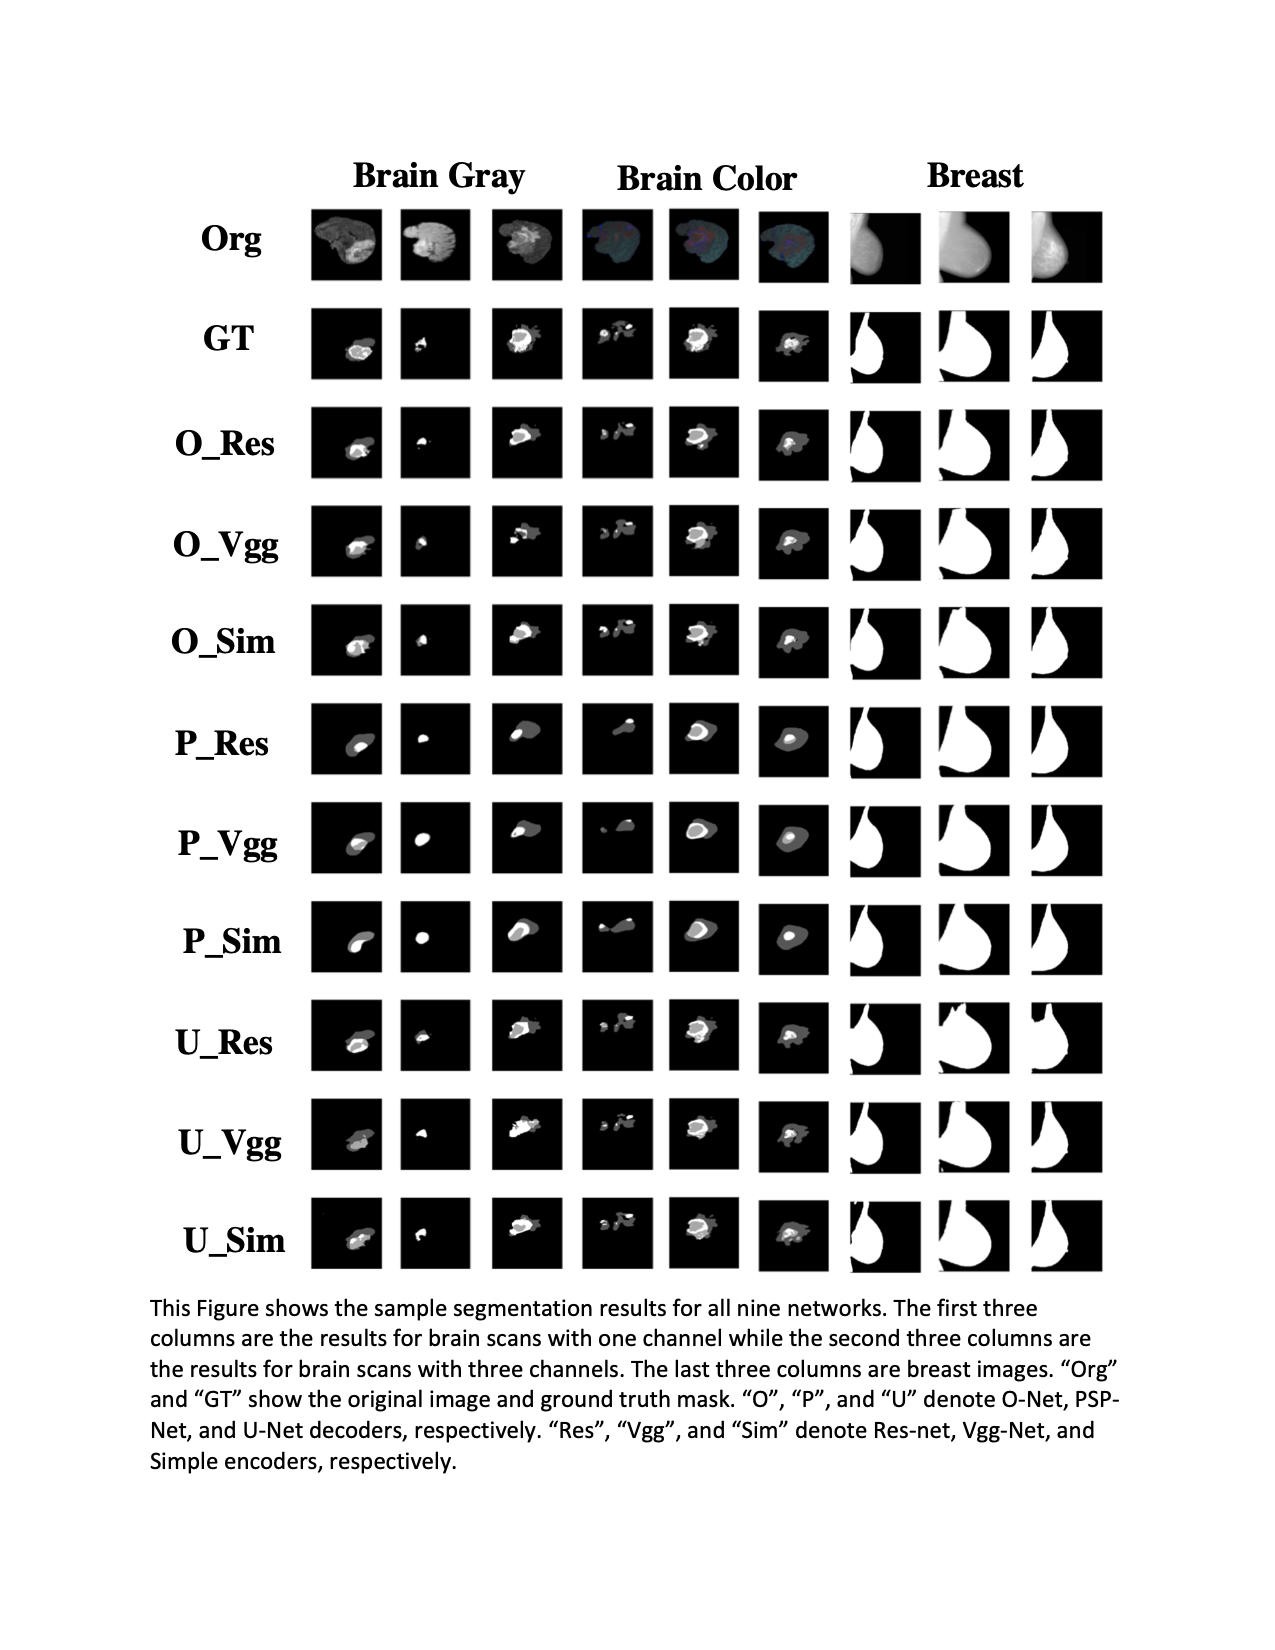 Brain Gray Brain Color Breast
Org
GT
O_Res
O_Vgg
O_Sim
P_Res
P_Vgg
P_Sim
U_Res
U_Vgg
U_Sim
This Figure shows the sample segmentation results for all nine networks. The first three
columns are the results for brain scans with one channel while the second three columns are
the results for brain scans with three channels. The last three columns are breast images. “Org”
and “GT” show the original image and ground truth mask. “O”, “P”, and “U” denote O-Net, PSP-
Net, and U-Net decoders, respectively. “Res”, “Vgg”, and “Sim” denote Res-net, Vgg-Net, and
Simple encoders, respectively.